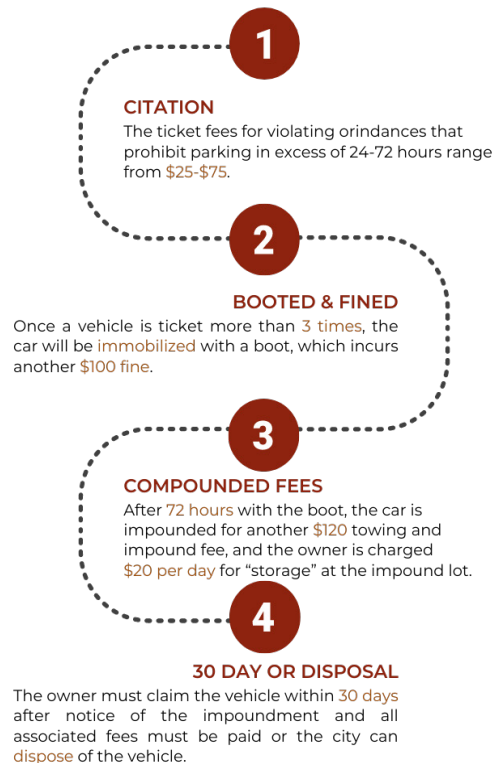 1
CITATION
The ticket fees for violating orindances that
prohibit parking in excess of 24-72 hours range
from $25-$75.
2
BOOTED & FINED
Once a vehicle is ticket more than 3 times, the
car will be immobilized with a boot, which incurs
another $100 fine.
3
COMPOUNDED FEES
After 72 hours with the boot, the car is
impounded for another $120 towing and
impound fee, and the owner is charged
$20 per day for “storage” at the impound lot.
4
30 DAY OR DISPOSAL
The owner must claim the vehicle within 30 days
after notice of the impoundment and all
associated fees must be paid or the city can
dispose of the vehicle.